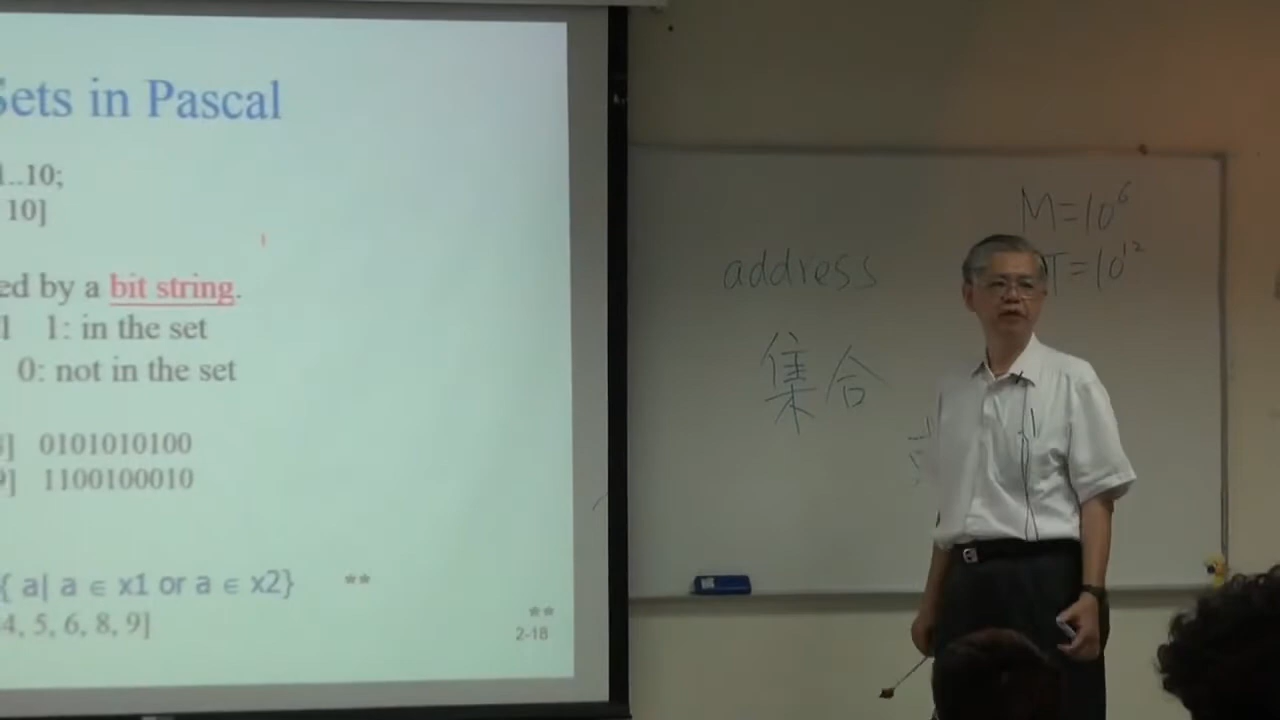 Sets in Pascal
1..10;
10]
ed by a bit string.
1 1: in the set
0: not in the set
] 0101010100
9] 1100100010
{ a| a ∈ x1 or a ∈ x2} **
4, 5, 6, 8, 9]
**
2-18
M=10⁶
T=10¹²
address
集合